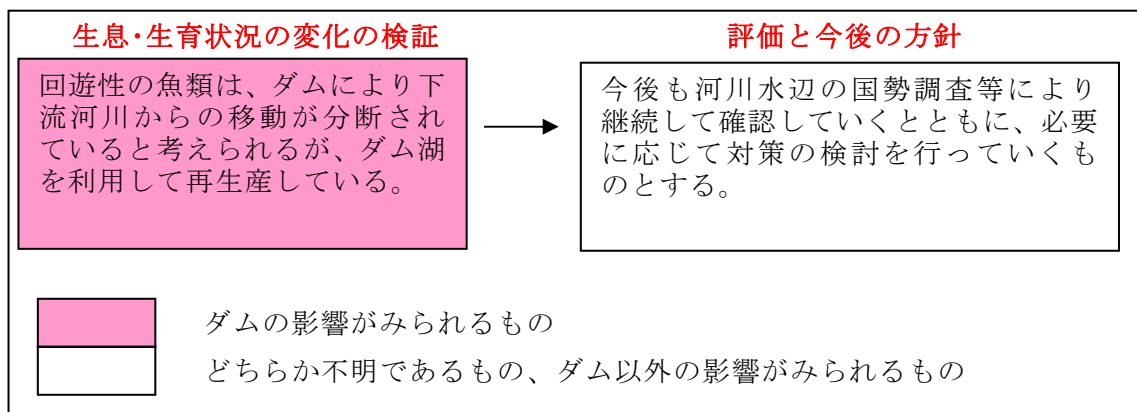 生息・生育状況の変化の検証
回遊性の魚類は、ダムにより下
流河川からの移動が分断され
ていると考えられるが、ダム湖
を利用して再生産している。
評価と今後の方針
今後も河川水辺の国勢調査等により
継続して確認していくとともに、必要
に応じて対策の検討を行っていくも
のとする。
ダムの影響がみられるもの
どちらか不明であるもの、ダム以外の影響がみられるもの